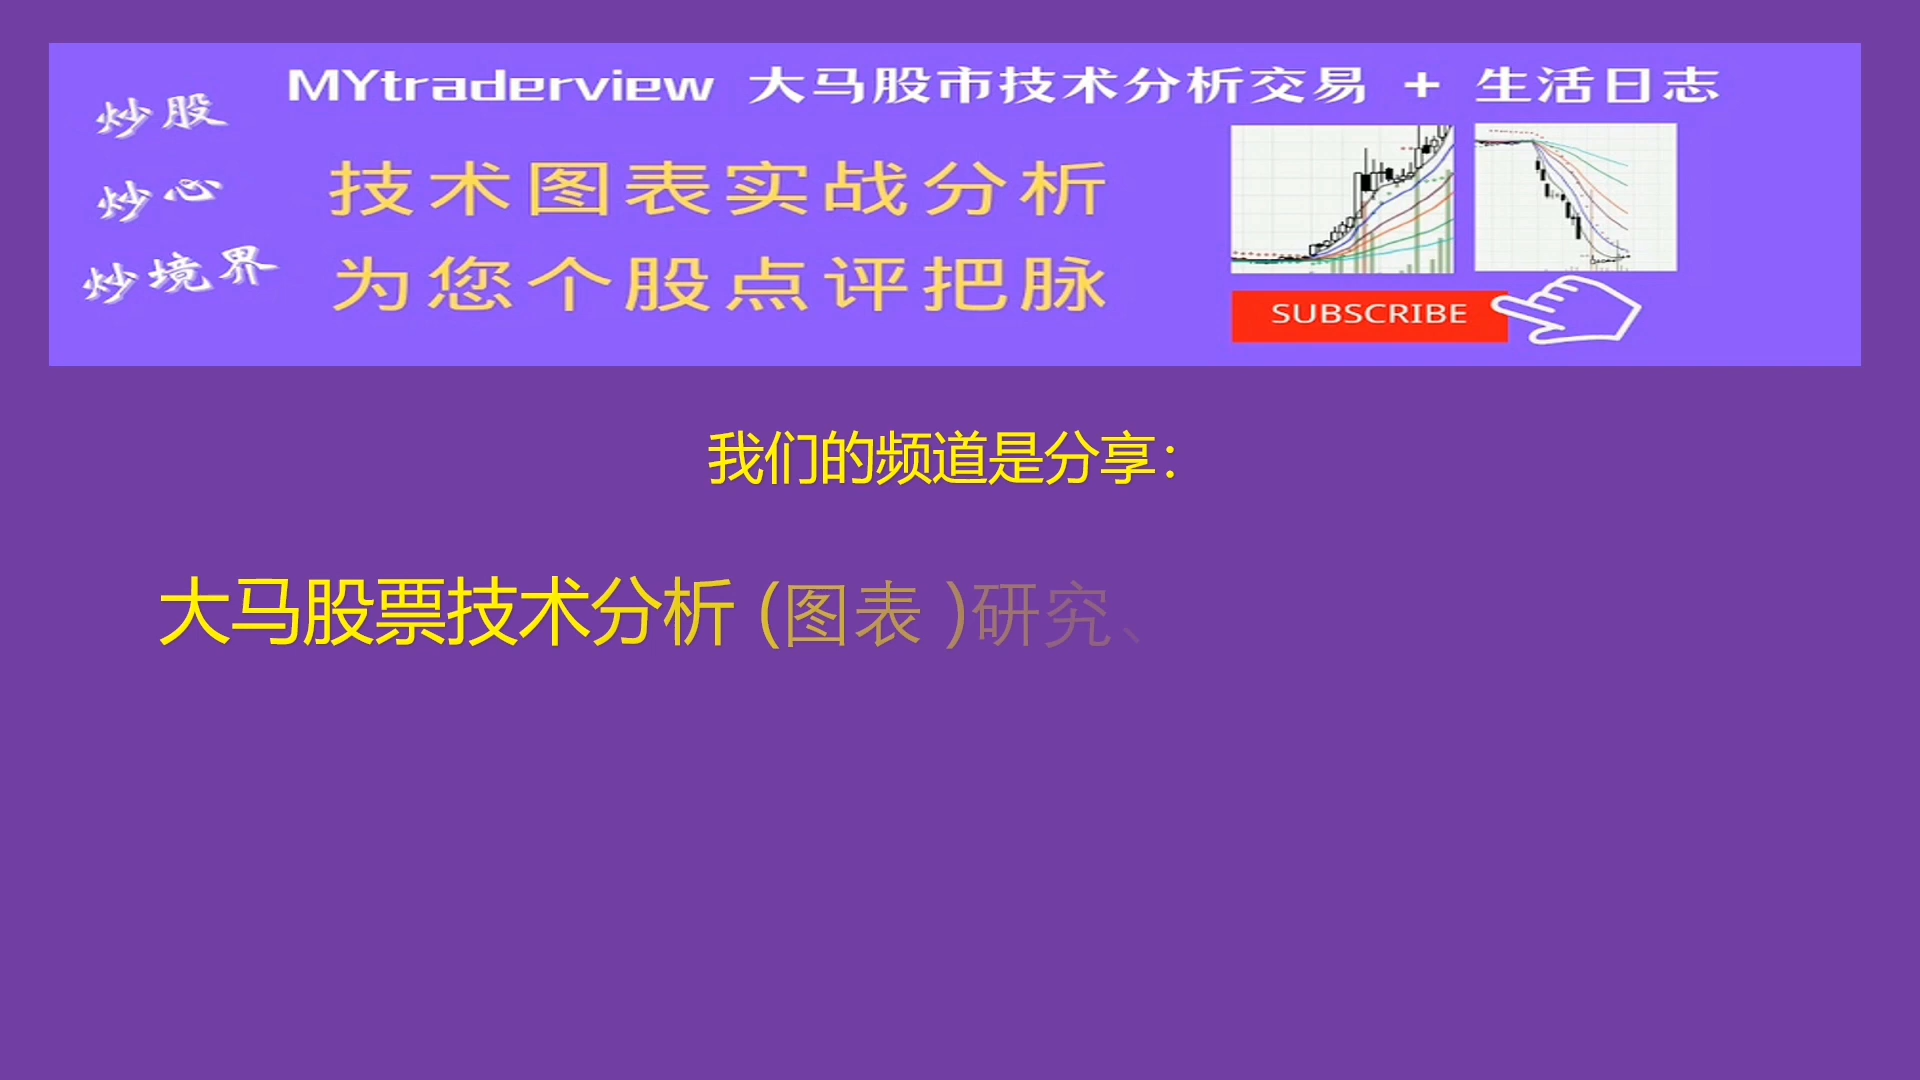 MYtraderview 大马股市技术分析交易 + 生活日志
炒股
炒心
炒境界
技术图表实战分析
为您个股点评把脉
SUBSCRIBE
我们的频道是分享：
大马股票技术分析 (图表 )研究、